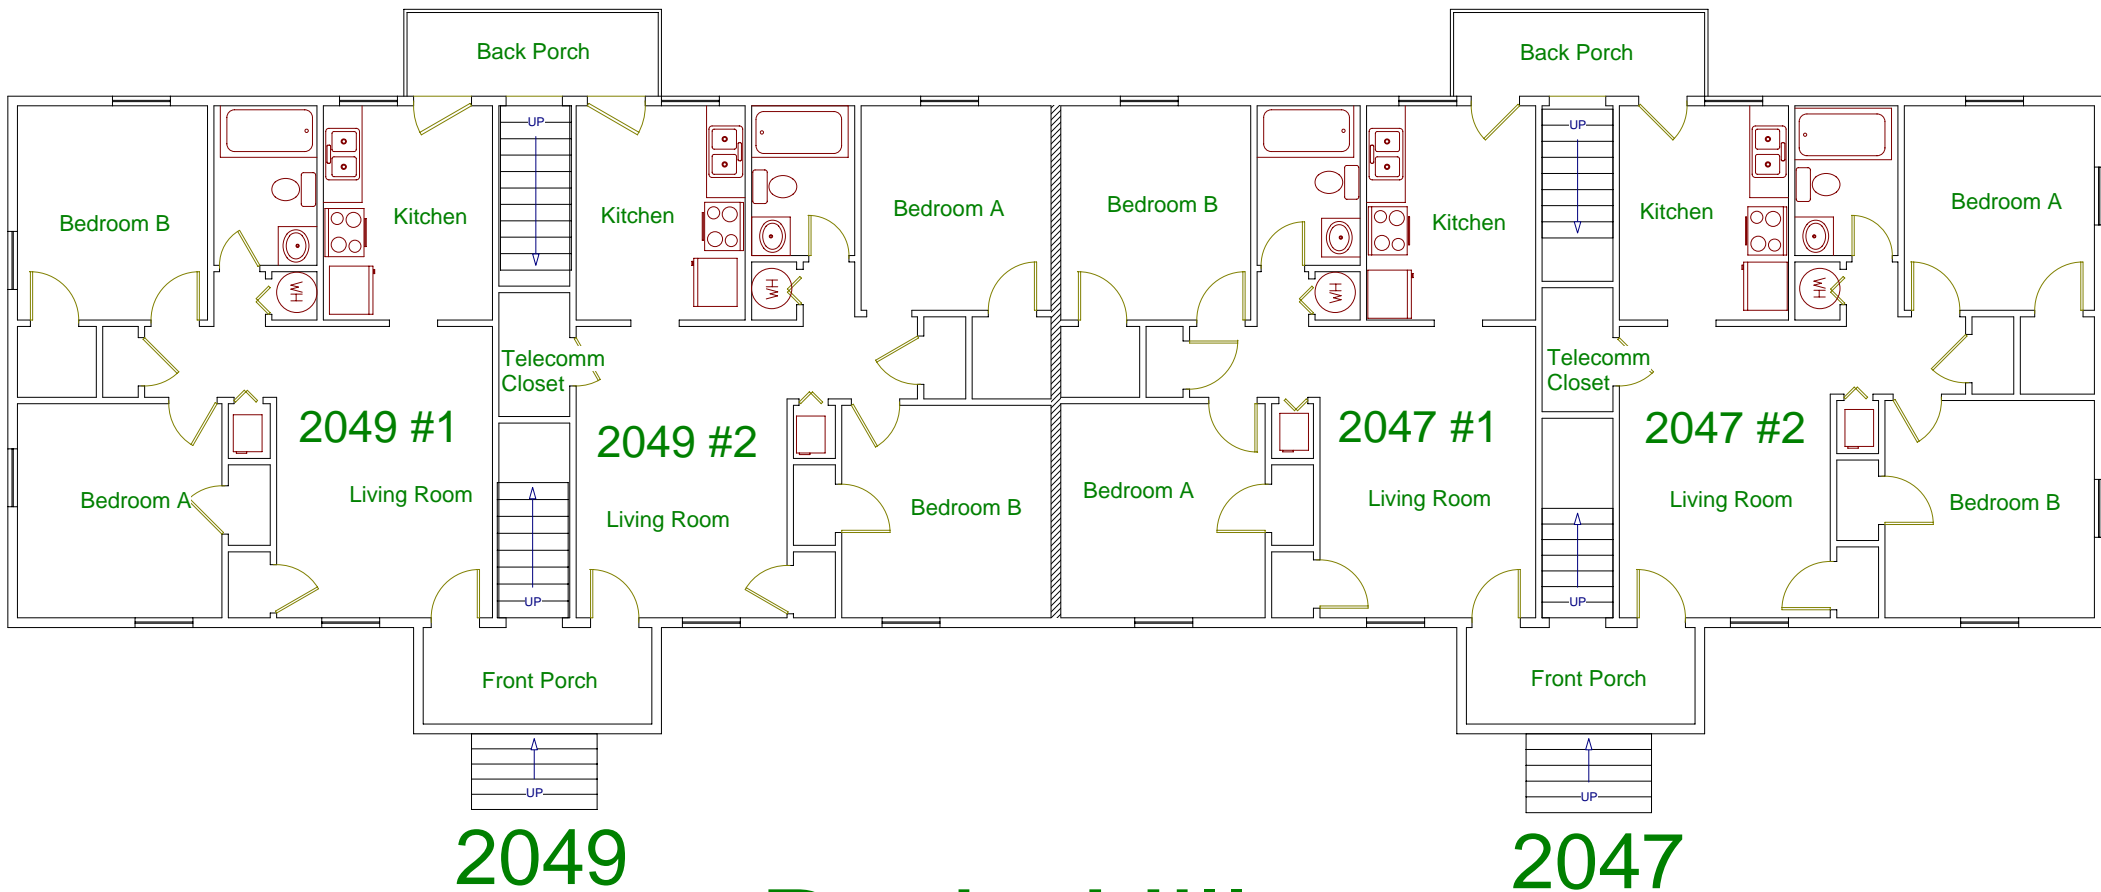 Back Porch
Back Porch
UP
UP
Bedroom B
Kitchen
Kitchen
Bedroom A
Bedroom B
Kitchen
Kitchen
Bedroom A
WH
WH
WH
WH
Telecomm
Closet
Telecomm
Closet
2049 #1
2049 #2
2047 #1
2047 #2
Bedroom A
Living Room
Living Room
Bedroom B
Bedroom A
Living Room
Living Room
Bedroom B
UP
UP
Front Porch
Front Porch
UP
UP
2049
2047